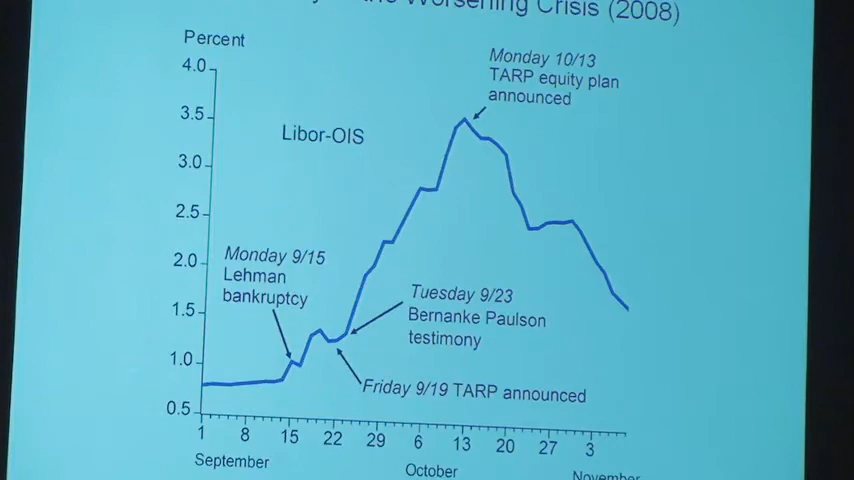 Worsening Crisis (2008)
Percent
4.0
3.5
3.0
2.5
2.0
1.5
1.0
0.5
Libor-OIS
Monday 10/13
TARP equity plan
announced
Monday 9/15
Lehman
bankruptcy
Tuesday 9/23
Bernanke Paulson
testimony
Friday 9/19 TARP announced
1 8 15 22 29 6 13 20 27 3
September October November